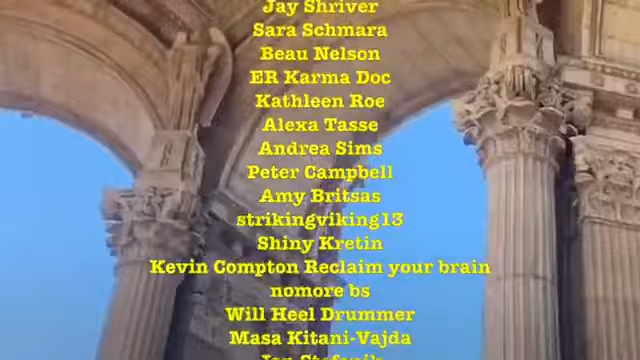 Jay Shriver
Sara Schmara
Beau Nelson
ER Karma Doc
Kathleen Roe
Alexa Tasse
Andrea Sims
Peter Campbell
Amy Britsas
strikingviking13
Shiny Kretin
Kevin Compton Reclaim your brain
nomore bs
Will Heel Drummer
Masa Kitani-Vajda